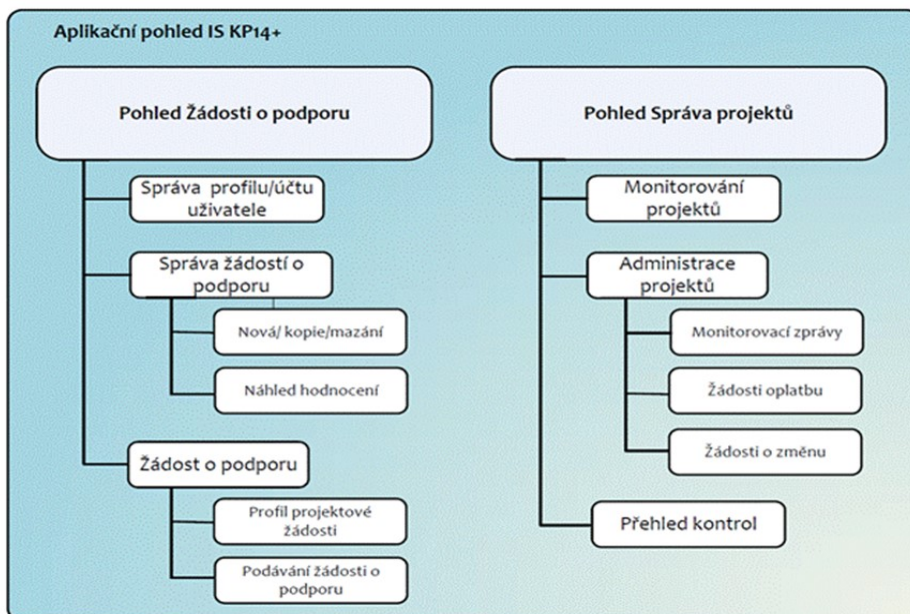 Aplikační pohled IS KP14+
Pohled Žádosti o podporu
Správa profilu/účtu
uživatele
Správa žádostí o
podporu
Nová/ kopie/mazání
Náhled hodnocení
Žádost o podporu
Profil projektové
žádosti
Podávání žádosti o
podporu
Pohled Správa projektů
Monitorování
projektů
Administrace
projektů
Monitorovací zprávy
Žádosti oplatbu
Žádosti o změnu
Přehled kontrol